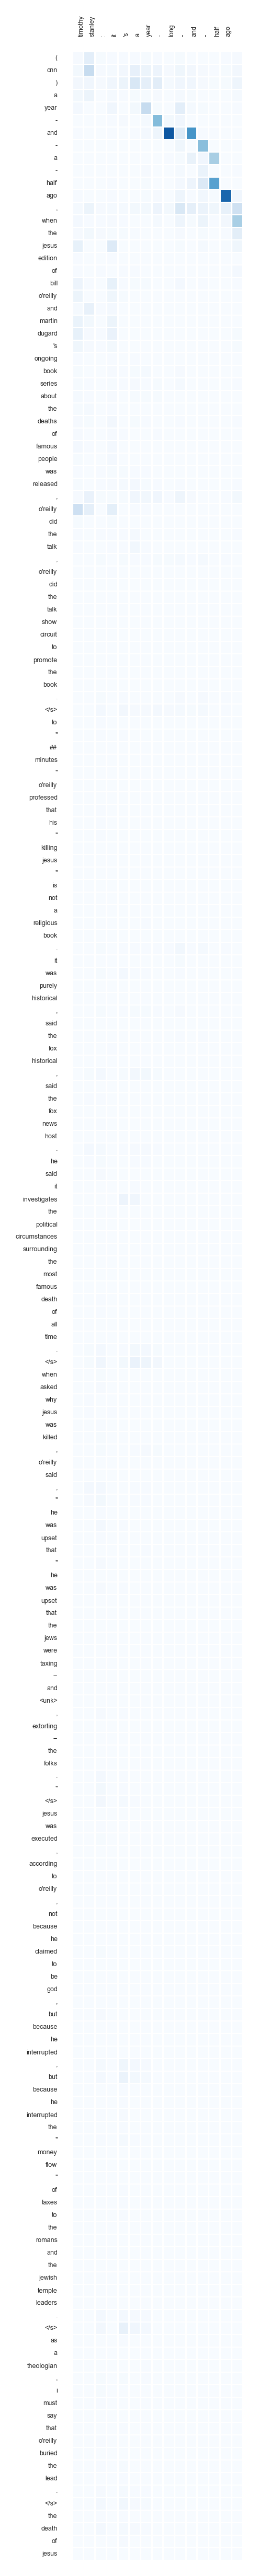 timothy
stanley
:
it
's
a
year
-
long
-
and
-
half
ago
.
(
cnn
)
a
year
-
and
-
a
-
half
ago
,
when
the
jesus
edition
of
bill
o'reilly
and
martin
dugard
's
ongoing
book
series
about
the
deaths
of
famous
people
was
released
,
o'reilly
did
the
talk
,
o'reilly
did
the
talk
show
circuit
to
promote
the
book
.
</s>
to
"
##
minutes
"
o'reilly
professed
that
his
"
killing
jesus
"
is
not
a
religious
book
.
it
was
purely
historical
,
said
the
fox
historical
,
said
the
fox
news
host
.
he
said
it
investigates
the
political
circumstances
surrounding
the
most
famous
death
of
all
time
.
</s>
when
asked
why
jesus
was
killed
,
o'reilly
said
,
"
he
was
upset
that
"
he
was
upset
that
the
jews
were
taxing
–
and
<unk>
,
extorting
–
the
folks
.
"
</s>
jesus
was
executed
,
according
to
o'reilly
,
not
because
he
claimed
to
be
god
,
but
because
he
interrupted
,
but
because
he
interrupted
the
"
money
flow
"
of
taxes
to
the
romans
and
the
jewish
temple
leaders
.
</s>
as
a
theologian
,
i
must
say
that
o'reilly
buried
the
lead
.
</s>
the
death
of
jesus